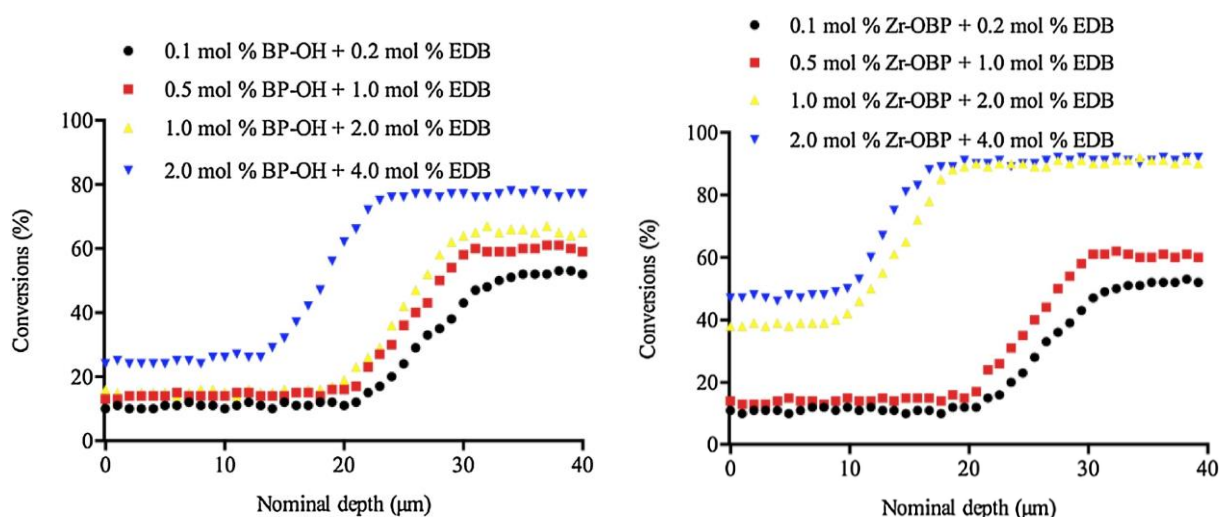 0.1 mol % BP-OH + 0.2 mol % EDB
0.5 mol % BP-OH + 1.0 mol % EDB
1.0 mol % BP-OH + 2.0 mol % EDB
2.0 mol % BP-OH + 4.0 mol % EDB
100
80
60
40
20
0
Conversions (%)
0
10
20
30
40
Nominal depth (μm)
0.1 mol % Zr-OBP + 0.2 mol % EDB
0.5 mol % Zr-OBP + 1.0 mol % EDB
1.0 mol % Zr-OBP + 2.0 mol % EDB
2.0 mol % Zr-OBP + 4.0 mol % EDB
100
80
60
40
20
0
Conversions (%)
0
10
20
30
40
Nominal depth (μm)